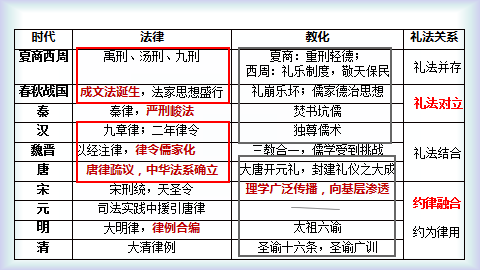 时代 法律 教化 礼法关系
夏商西周 禹刑、汤刑、九刑 夏商：重刑轻德；
西周：礼乐制度，敬天保民 礼法并存
春秋战国 成文法诞生，法家思想盛行 礼崩乐坏；儒家德治思想 礼法对立
秦 秦律，严刑峻法 焚书坑儒
汉 九章律；二年律令 独尊儒术 礼法结合
魏晋 以经注律，律令儒家化 三教合一，儒学受到挑战
唐 唐律疏议，中华法系确立 大唐开元礼，封建礼仪之大成
宋 宋刑统，天圣令 理学广泛传播，向基层渗透 约律融合
元 司法实践中援引唐律
明 大明律，律例合编 太祖六谕 约为律用
清 大清律例 圣谕十六条，圣谕广训